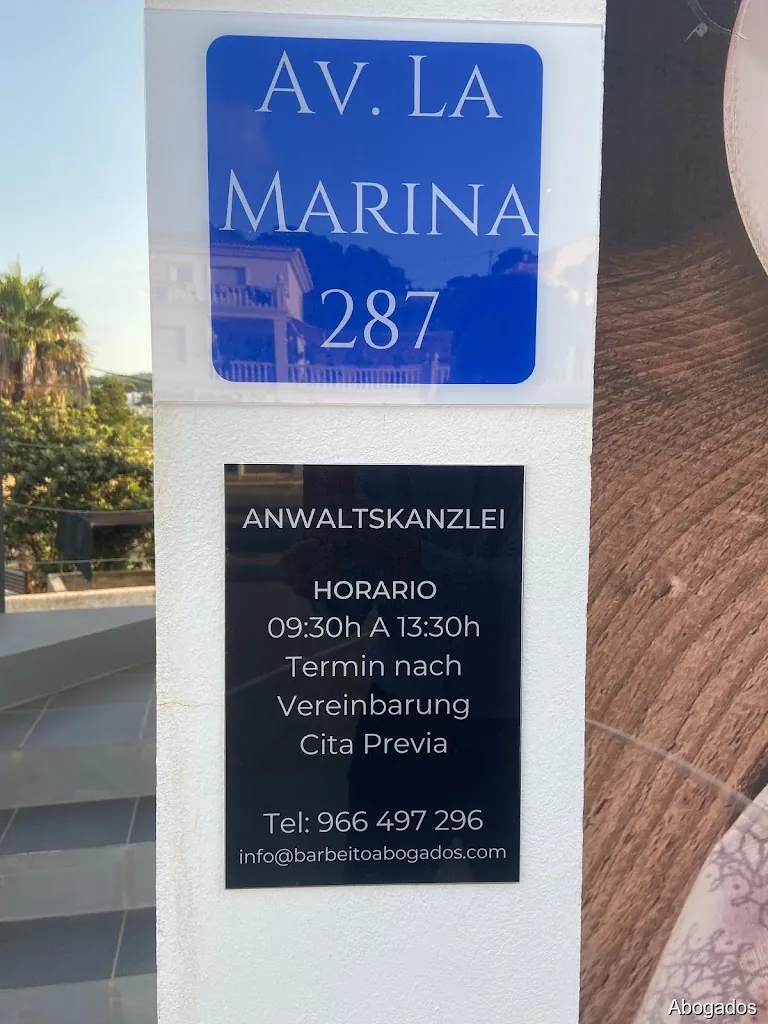 Av. La
Marina
287
ANWALTSKANZLEI
HORARIO
09:30h A 13:30h
Termin nach
Vereinbarung
Cita Previa
Tel: 966 497 296
info@barbeitoabogados.com
Abogados